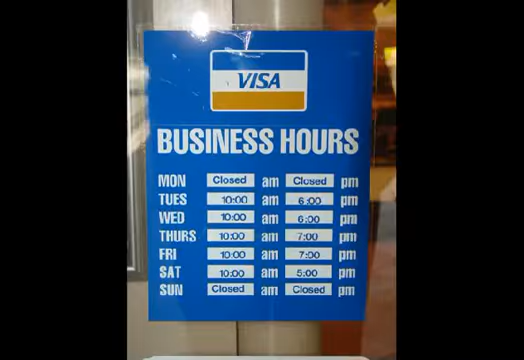 VISA
BUSINESS HOURS
MON Closed am Closed pm
TUES 10:00 am 6:00 pm
WED 10:00 am 6:00 pm
THURS 10:00 am 7:00 pm
FRI 10:00 am 7:00 pm
SAT 10:00 am 5:00 pm
SUN Closed am Closed pm